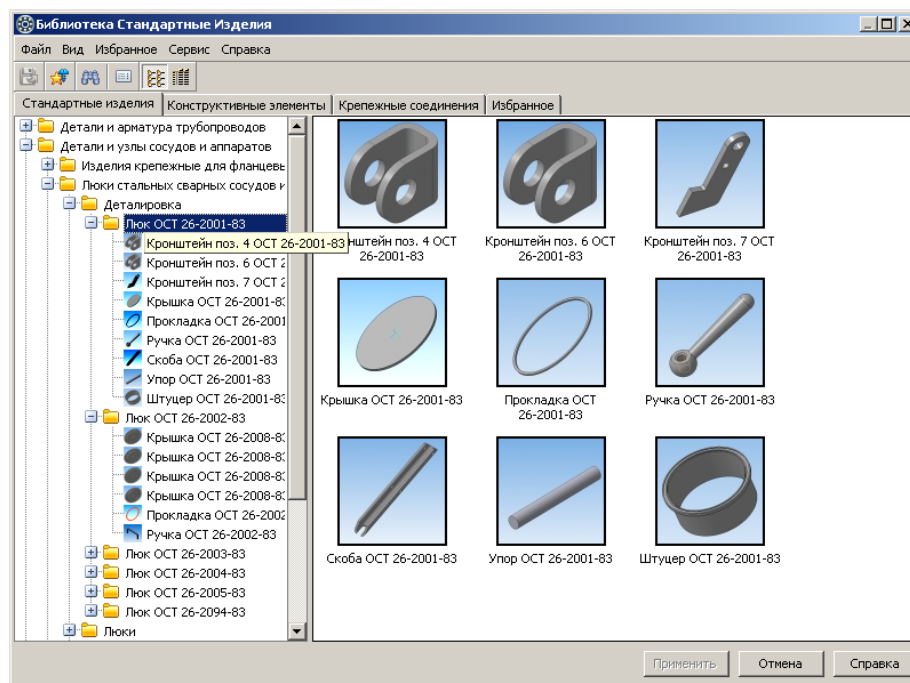 Библиотека Стандартные Изделия
Файл Вид Избранное Сервис Справка
Стандартные изделия Конструктивные элементы Крепежные соединения Избранное
Детали и арматура трубопроводов
Детали и узлы сосудов и аппаратов
Изделия крепежные для фланцевь
Люки стальных сварных сосудов и
Деталировка
Люк ОСТ 26-2001-83
Кронштейн поз. 4 ОСТ 26-2001-83
Кронштейн поз. 6 ОСТ 2
Кронштейн поз. 7 ОСТ 2
Крышка ОСТ 26-2001-8
Прокладка ОСТ 26-2001
Ручка ОСТ 26-2001-83
Скоба ОСТ 26-2001-83
Упор ОСТ 26-2001-83
Штуцер ОСТ 26-2001-83
Люк ОСТ 26-2002-83
Крышка ОСТ 26-2008-8
Крышка ОСТ 26-2008-8
Крышка ОСТ 26-2008-8
Крышка ОСТ 26-2008-8
Прокладка ОСТ 26-2002
Ручка ОСТ 26-2002-83
Люк ОСТ 26-2003-83
Люк ОСТ 26-2004-83
Люк ОСТ 26-2005-83
Люк ОСТ 26-2094-83
Люки
нштейн поз. 4 ОСТ
26-2001-83
Кронштейн поз. 6 ОСТ
26-2001-83
Кронштейн поз. 7 ОСТ
26-2001-83
Крышка ОСТ 26-2001-83
Прокладка ОСТ
26-2001-83
Ручка ОСТ 26-2001-83
Скоба ОСТ 26-2001-83
Упор ОСТ 26-2001-83
Штуцер ОСТ 26-2001-83
Применить Отмена Справка